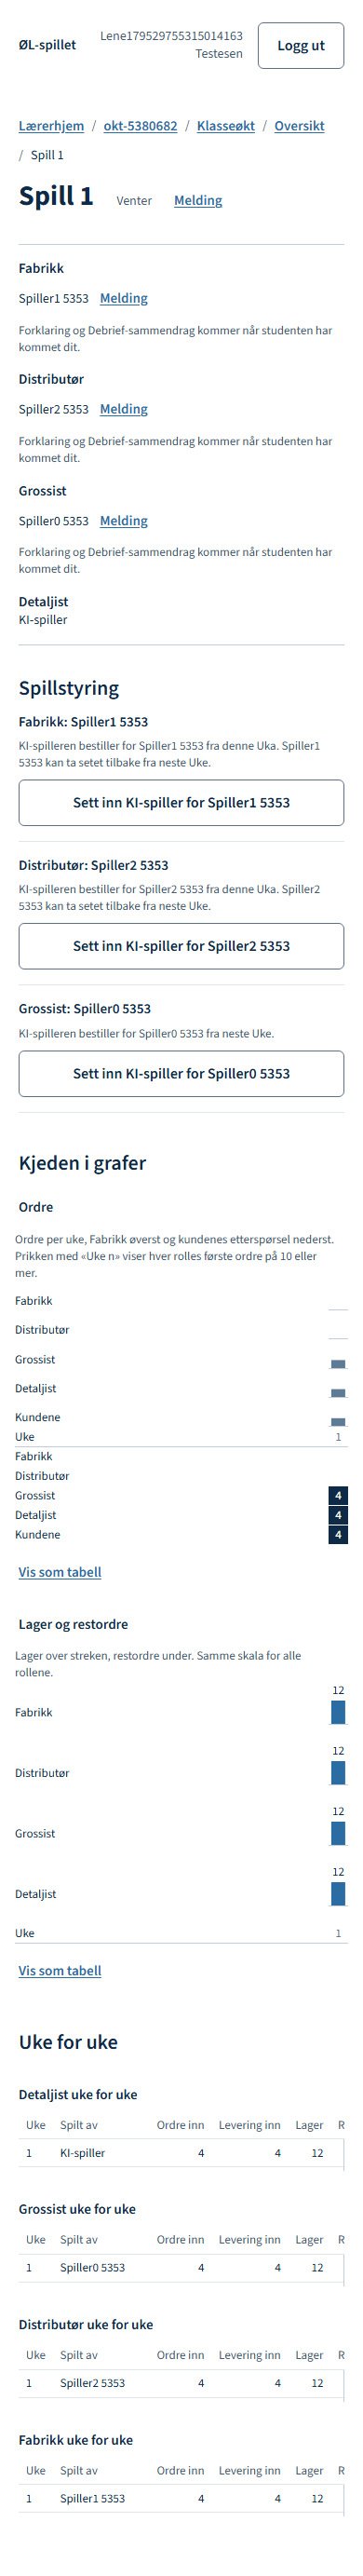 ØL-spillet
Lene179529755315014163
Testesen
Logg ut
Lærerhjem / okt-5380682 / Klasseøkt / Oversikt
/ Spill 1
Spill 1 Venter Melding
Fabrikk
Spiller1 5353 Melding
Forklaring og Debrief-sammendrag kommer når studenten har
kommet dit.
Distributør
Spiller2 5353 Melding
Forklaring og Debrief-sammendrag kommer når studenten har
kommet dit.
Grossist
Spiller0 5353 Melding
Forklaring og Debrief-sammendrag kommer når studenten har
kommet dit.
Detaljist
KI-spiller
Spillstyring
Fabrikk: Spiller1 5353
KI-spilleren bestiller for Spiller1 5353 fra denne Uka. Spiller1
5353 kan ta setet tilbake fra neste Uke.
Sett inn KI-spiller for Spiller1 5353
Distributør: Spiller2 5353
KI-spilleren bestiller for Spiller2 5353 fra denne Uka. Spiller2
5353 kan ta setet tilbake fra neste Uke.
Sett inn KI-spiller for Spiller2 5353
Grossist: Spiller0 5353
KI-spilleren bestiller for Spiller0 5353 fra neste Uke.
Sett inn KI-spiller for Spiller0 5353
Kjeden i grafer
Ordre
Ordre per uke, Fabrikk øverst og kundenes etterspørsel nederst.
Prikken med «Uke n» viser hver rolles første ordre på 10 eller
mer.
Fabrikk
Distributør
Grossist
Detaljist
Kundene
Uke 1
Fabrikk
Distributør
Grossist 4
Detaljist 4
Kundene 4
Vis som tabell
Lager og restordre
Lager over streken, restordre under. Samme skala for alle
rollene.
12
Fabrikk
12
Distributør
12
Grossist
12
Detaljist
Uke 1
Vis som tabell
Uke for uke
Detaljist uke for uke
Uke Spilt av Ordre inn Levering inn Lager R
1 KI-spiller 4 4 12
Grossist uke for uke
Uke Spilt av Ordre inn Levering inn Lager R
1 Spiller0 5353 4 4 12
Distributør uke for uke
Uke Spilt av Ordre inn Levering inn Lager R
1 Spiller2 5353 4 4 12
Fabrikk uke for uke
Uke Spilt av Ordre inn Levering inn Lager R
1 Spiller1 5353 4 4 12